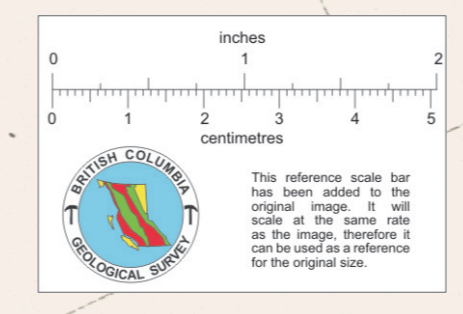 inches
0 1 2
0 1 2 3 4 5
centimetres
BRITISH COLUMBIA
GEOLOGICAL SURVEY
This reference scale bar
has been added to the
original image. It will
scale at the same rate
as the image, therefore it
can be used as a reference
for the original size.